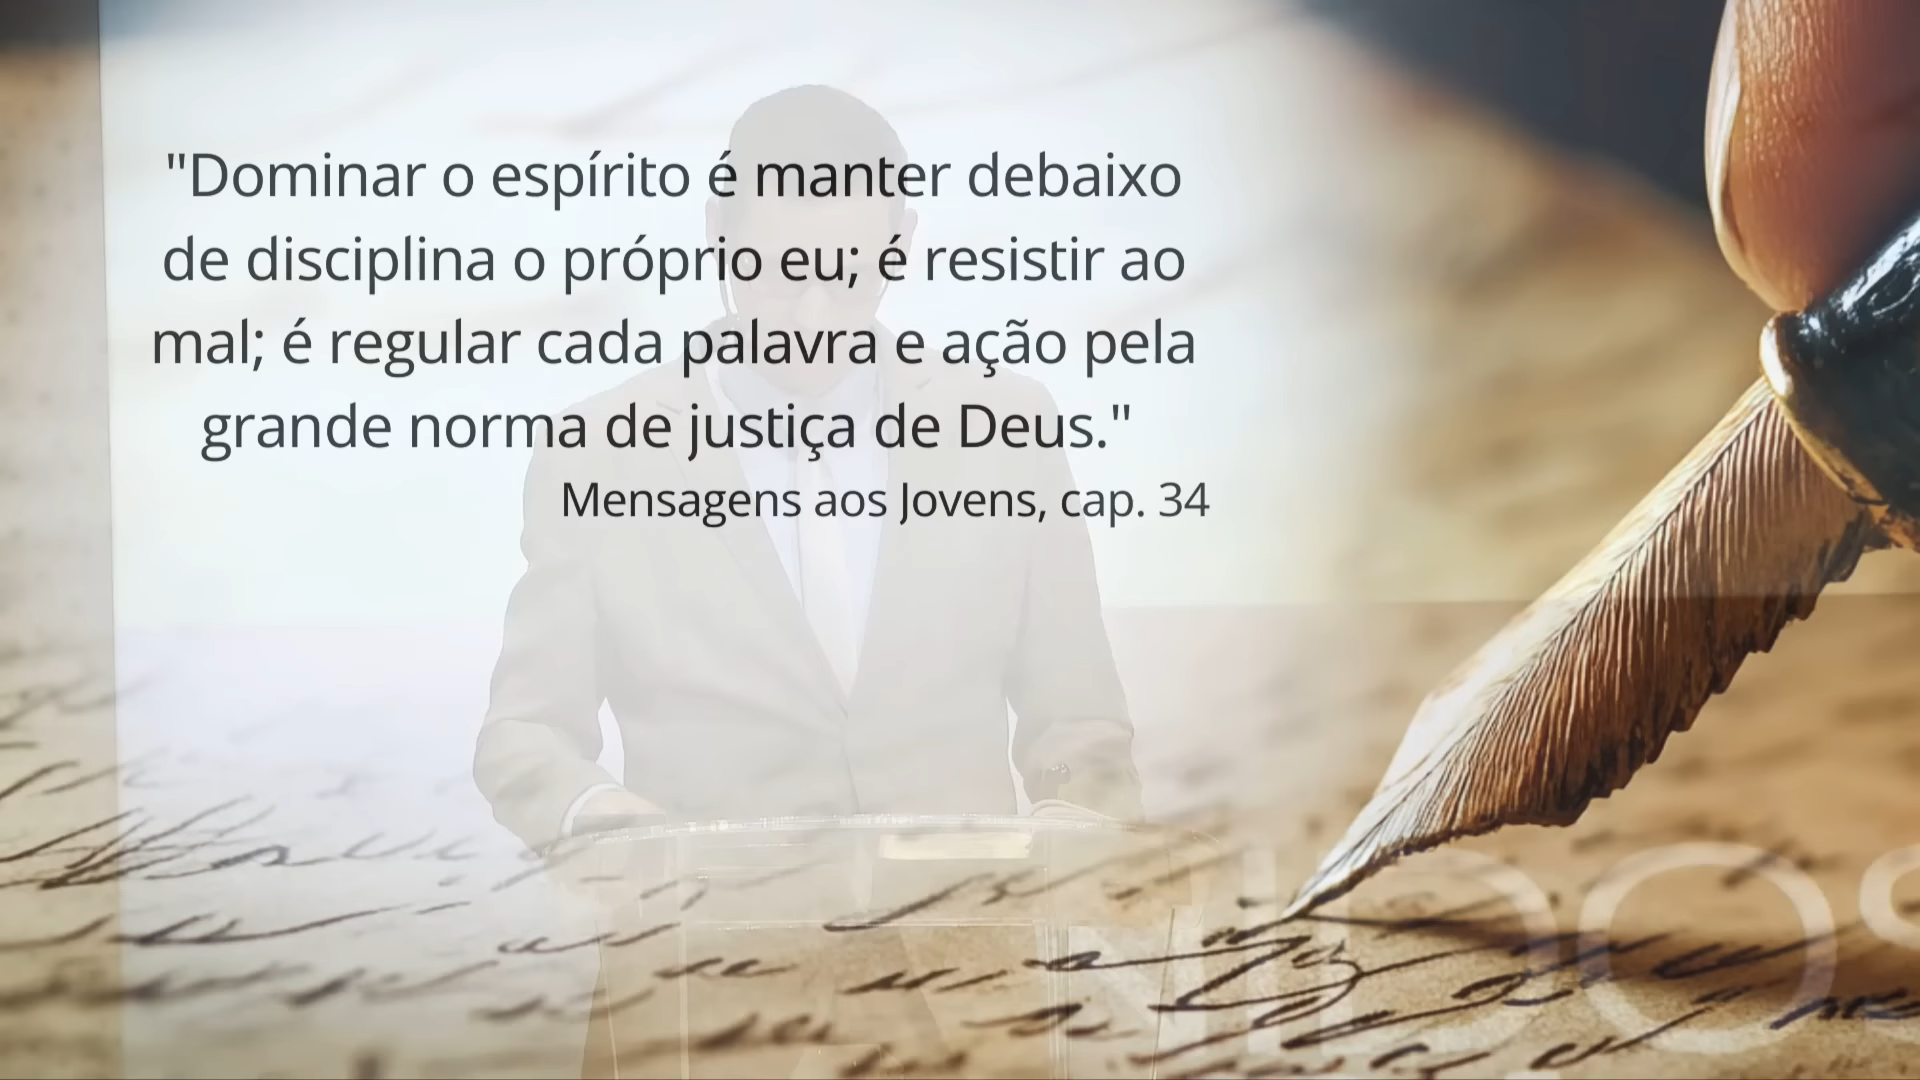 "Dominar o espírito é manter debaixo
de disciplina o próprio eu; é resistir ao
mal; é regular cada palavra e ação pela
grande norma de justiça de Deus."
Mensagens aos Jovens, cap. 34